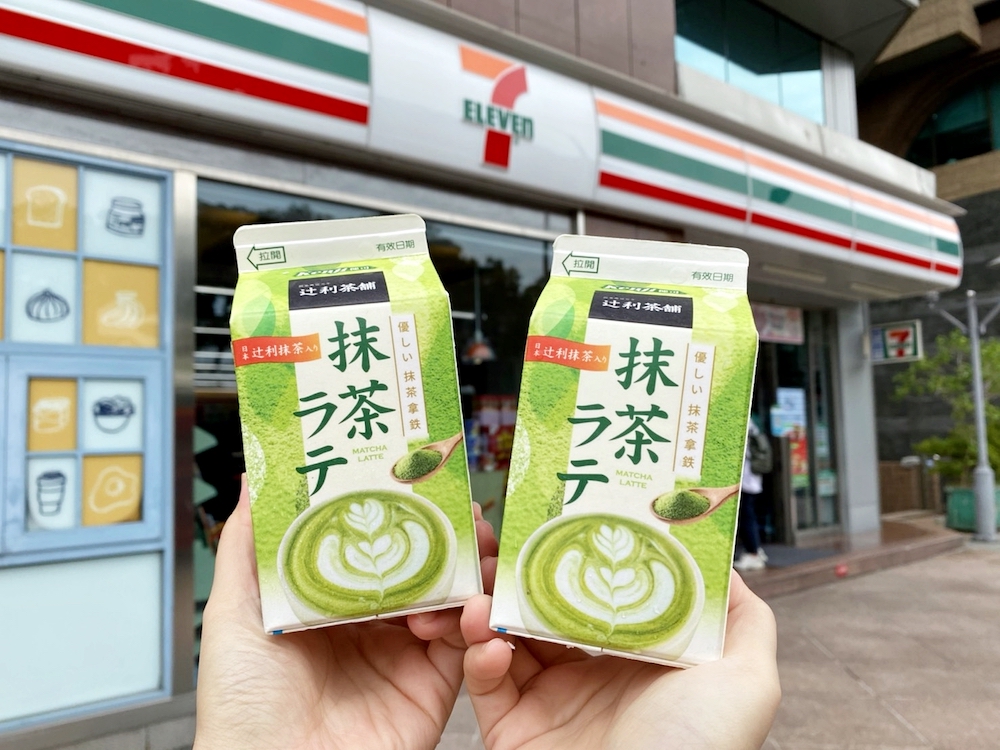 7
ELEVEN
拉開
有效日期
辻利茶舗
日本辻利抹茶入り
抹茶
ラテ
優しい 抹茶拿鉄
MATCHA
LATTE
拉開
有效日期
辻利茶舗
日本辻利抹茶入り
抹茶
ラテ
優しい 抹茶拿鉄
MATCHA
LATTE
7